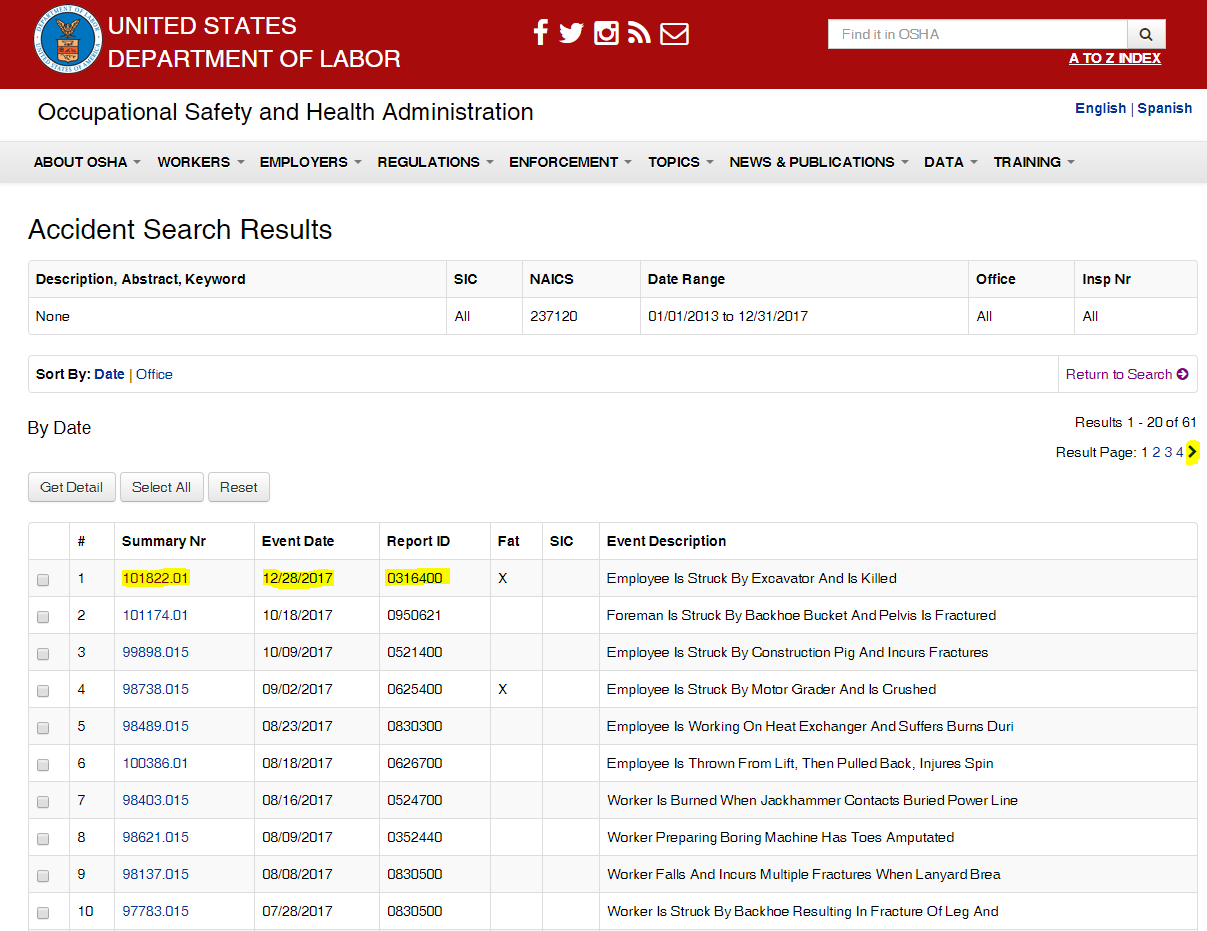 UNITED STATES
DEPARTMENT OF LABOR
Find it in OSHA
A TO Z INDEX
Occupational Safety and Health Administration
English | Spanish
ABOUT OSHA WORKERS EMPLOYERS REGULATIONS ENFORCEMENT TOPICS NEWS & PUBLICATIONS DATA TRAINING
Accident Search Results
Description, Abstract, Keyword SIC NAICS Date Range Office Insp Nr
None All 237120 01/01/2013 to 12/31/2017 All All
Sort By: Date | Office Return to Search
By Date
Results 1 - 20 of 61
Result Page: 1 2 3 4
Get Detail Select All Reset
# Summary Nr Event Date Report ID Fat SIC Event Description
1 101822.01 12/28/2017 0316400 X Employee Is Struck By Excavator And Is Killed
2 101174.01 10/18/2017 0950621 Foreman Is Struck By Backhoe Bucket And Pelvis Is Fractured
3 99898.015 10/09/2017 0521400 Employee Is Struck By Construction Pig And Incurs Fractures
4 98738.015 09/02/2017 0625400 X Employee Is Struck By Motor Grader And Is Crushed
5 98489.015 08/23/2017 0830300 Employee Is Working On Heat Exchanger And Suffers Burns Duri
6 100386.01 08/18/2017 0626700 Employee Is Thrown From Lift, Then Pulled Back, Injures Spin
7 98403.015 08/16/2017 0524700 Worker Is Burned When Jackhammer Contacts Buried Power Line
8 98621.015 08/09/2017 0352440 Worker Preparing Boring Machine Has Toes Amputated
9 98137.015 08/08/2017 0830500 Worker Falls And Incurs Multiple Fractures When Lanyard Brea
10 97783.015 07/28/2017 0830500 Worker Is Struck By Backhoe Resulting In Fracture Of Leg And